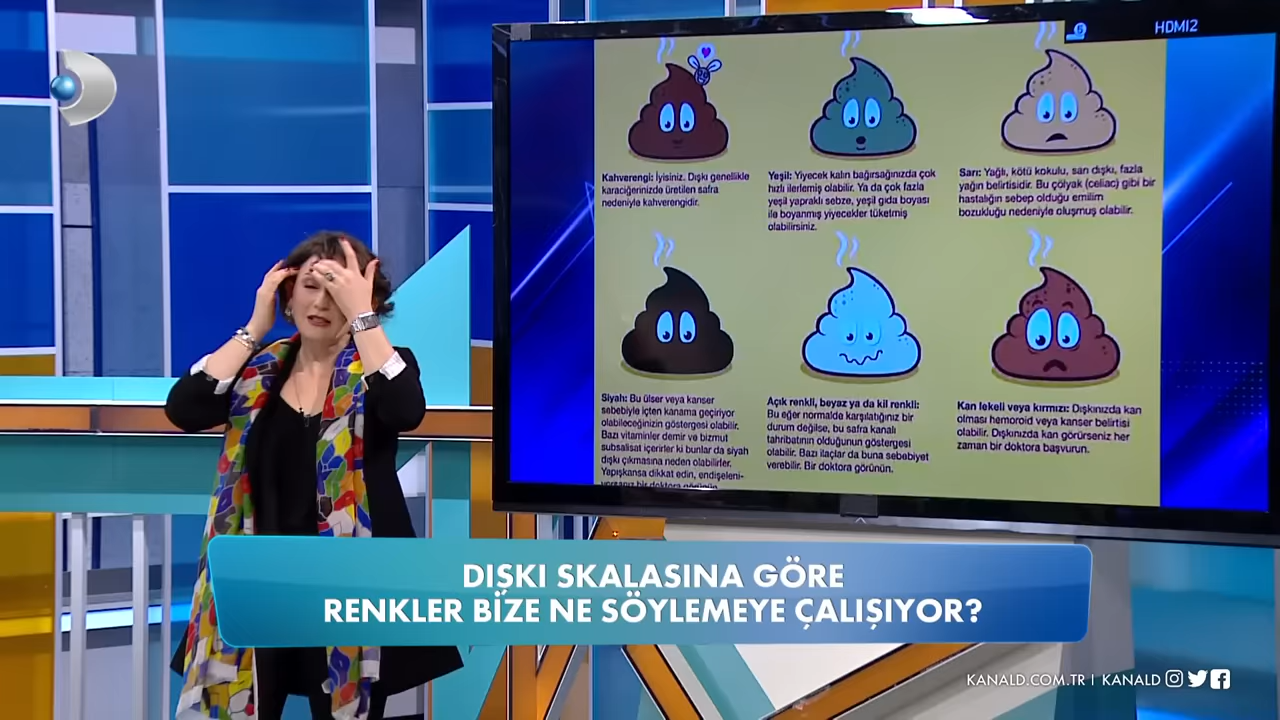 HDMI2
Kahverengi: İyisiniz. Dışkı genellikle
karaciğerinizde üretilen safra
nedeniyle kahverengidir.
Yeşil: Yiyecek kalın bağırsağınızda çok
hızlı ilerlemiş olabilir. Ya da çok fazla
yeşil yapraklı sebze, yeşil gıda boyası
ile boyanmış yiyecekler tüketmiş
olabilirsiniz.
Sarı: Yağlı, kötü kokulu, sarı dışkı, fazla
yağın belirtisidir. Bu çölyak (celiac) gibi bir
hastalığın sebep olduğu emilim
bozukluğu nedeniyle oluşmuş olabilir.
Siyah: Bu ülser veya kanser
sebebiyle içten kanama geçiriyor
olabileceğinizin göstergesi olabilir.
Bazı vitaminler demir ve bizmut
subsalisat içerirler ki bunlar da siyah
dışkı çıkmasına neden olabilirler.
Yapışkansa dikkat edin, endişeleni-
yorsanız bir doktora görünün
Açık renkli, beyaz ya da kil renkli:
Bu eğer normalde karşılatığınız bir
durum değilse, bu safra kanalı
tahribatının olduğunun göstergesi
olabilir. Bazı ilaçlar da buna sebebiyet
verebilir. Bir doktora görünün.
Kan lekeli veya kırmızı: Dışkınızda kan
olması hemoroid veya kanser belirtisi
olabilir. Dışkınızda kan görürseniz her
zaman bir doktora başvurun.
DIŞKI SKALASINA GÖRE
RENKLER BİZE NE SÖYLEMEYE ÇALIŞIYOR?
KANALD.COM.TR | KANALD